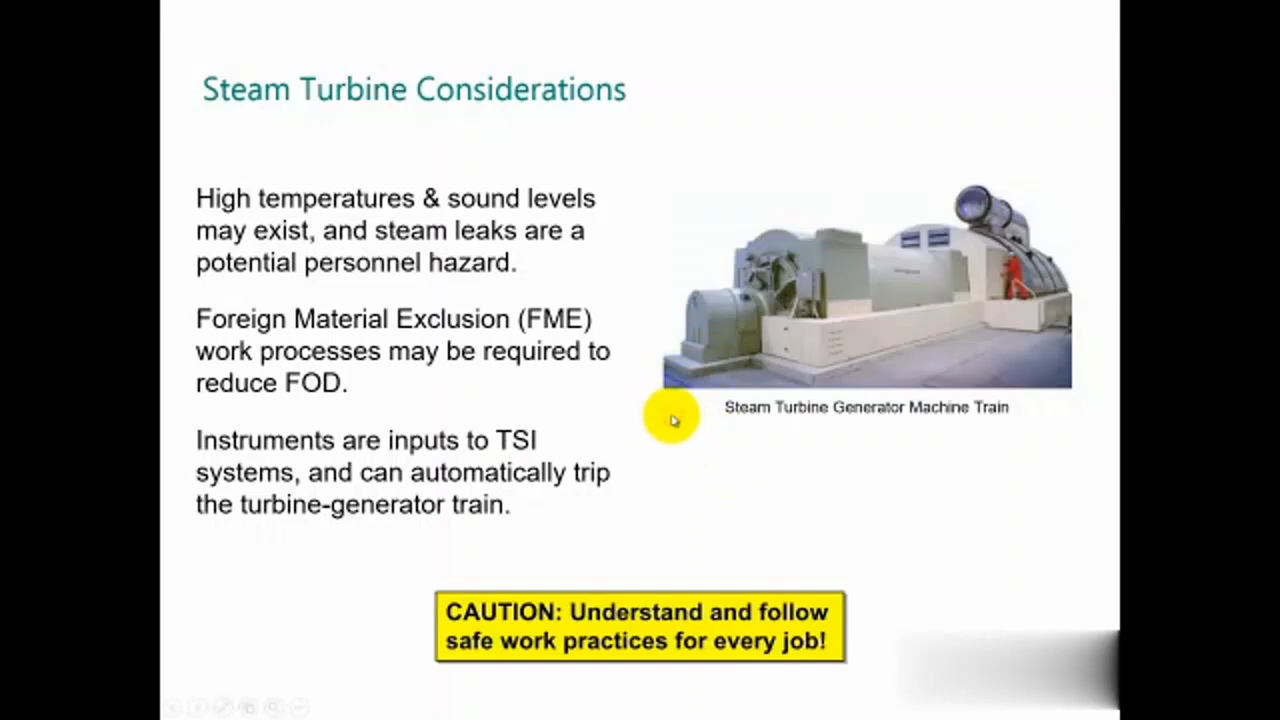 Steam Turbine Considerations
High temperatures & sound levels
may exist, and steam leaks are a
potential personnel hazard.
Foreign Material Exclusion (FME)
work processes may be required to
reduce FOD.
Instruments are inputs to TSI
systems, and can automatically trip
the turbine-generator train.
Steam Turbine Generator Machine Train
CAUTION: Understand and follow
safe work practices for every job!